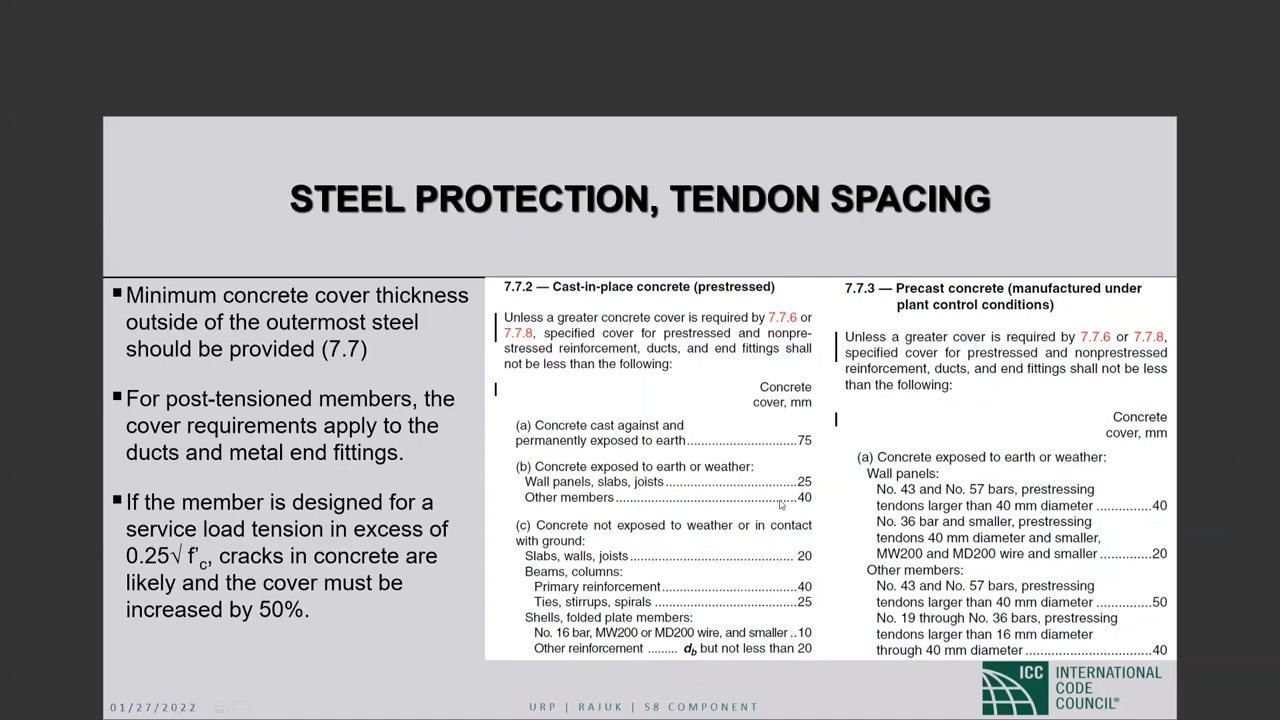 STEEL PROTECTION, TENDON SPACING
▪Minimum concrete cover thickness
outside of the outermost steel
should be provided (7.7)
▪For post-tensioned members, the
cover requirements apply to the
ducts and metal end fittings.
▪If the member is designed for a
service load tension in excess of
0.25√ f'c, cracks in concrete are
likely and the cover must be
increased by 50%.
7.7.2 — Cast-in-place concrete (prestressed)
Unless a greater concrete cover is required by 7.7.6 or
7.7.8, specified cover for prestressed and nonpre-
stressed reinforcement, ducts, and end fittings shall
not be less than the following:
Concrete
cover, mm
(a) Concrete cast against and
permanently exposed to earth..............................75
(b) Concrete exposed to earth or weather:
Wall panels, slabs, joists....................................25
Other members..................................................40
(c) Concrete not exposed to weather or in contact
with ground:
Slabs, walls, joists.............................................. 20
Beams, columns:
Primary reinforcement.....................................40
Ties, stirrups, spirals .......................................25
Shells, folded plate members:
No. 16 bar, MW200 or MD200 wire, and smaller ..10
Other reinforcement ......... db but not less than 20
7.7.3 — Precast concrete (manufactured under
plant control conditions)
Unless a greater cover is required by 7.7.6 or 7.7.8,
specified cover for prestressed and nonprestressed
reinforcement, ducts, and end fittings shall not be less
than the following:
Concrete
cover, mm
(a) Concrete exposed to earth or weather:
Wall panels:
No. 43 and No. 57 bars, prestressing
tendons larger than 40 mm diameter ...............40
No. 36 bar and smaller, prestressing
tendons 40 mm diameter and smaller,
MW200 and MD200 wire and smaller ..............20
Other members:
No. 43 and No. 57 bars, prestressing
tendons larger than 40 mm diameter ...............50
No. 19 through No. 36 bars, prestressing
tendons larger than 16 mm diameter
through 40 mm diameter ..................................40
ICC INTERNATIONAL
CODE
COUNCIL®
01/27/2022
URP | RAJUK | S8 COMPONENT